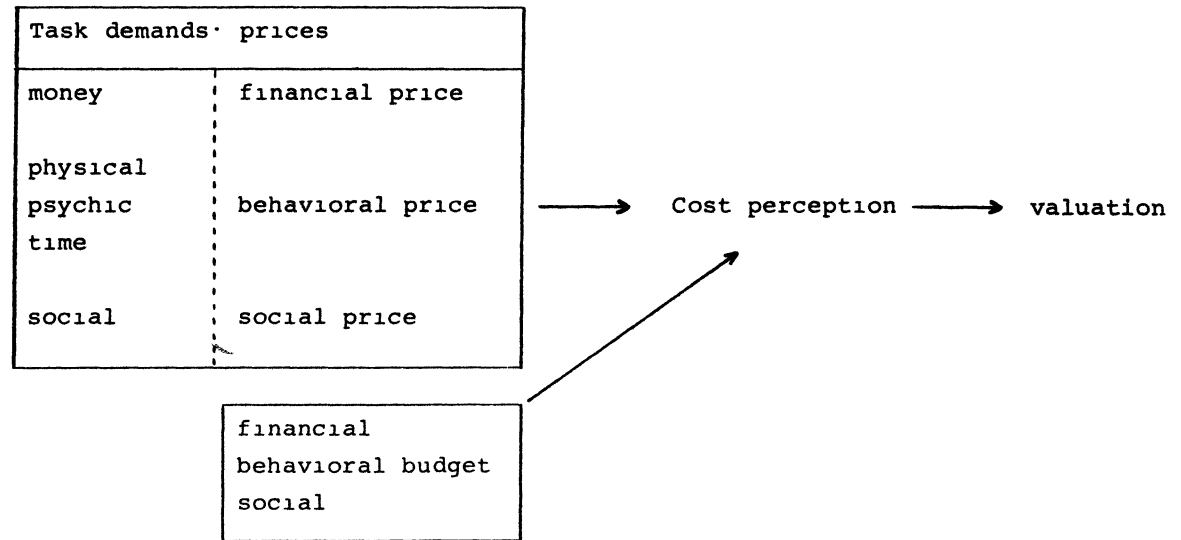 Task demands· prices
money financial price
physical
psychic behavioral price
time
social social price
Cost perception
valuation
financial
behavioral budget
social